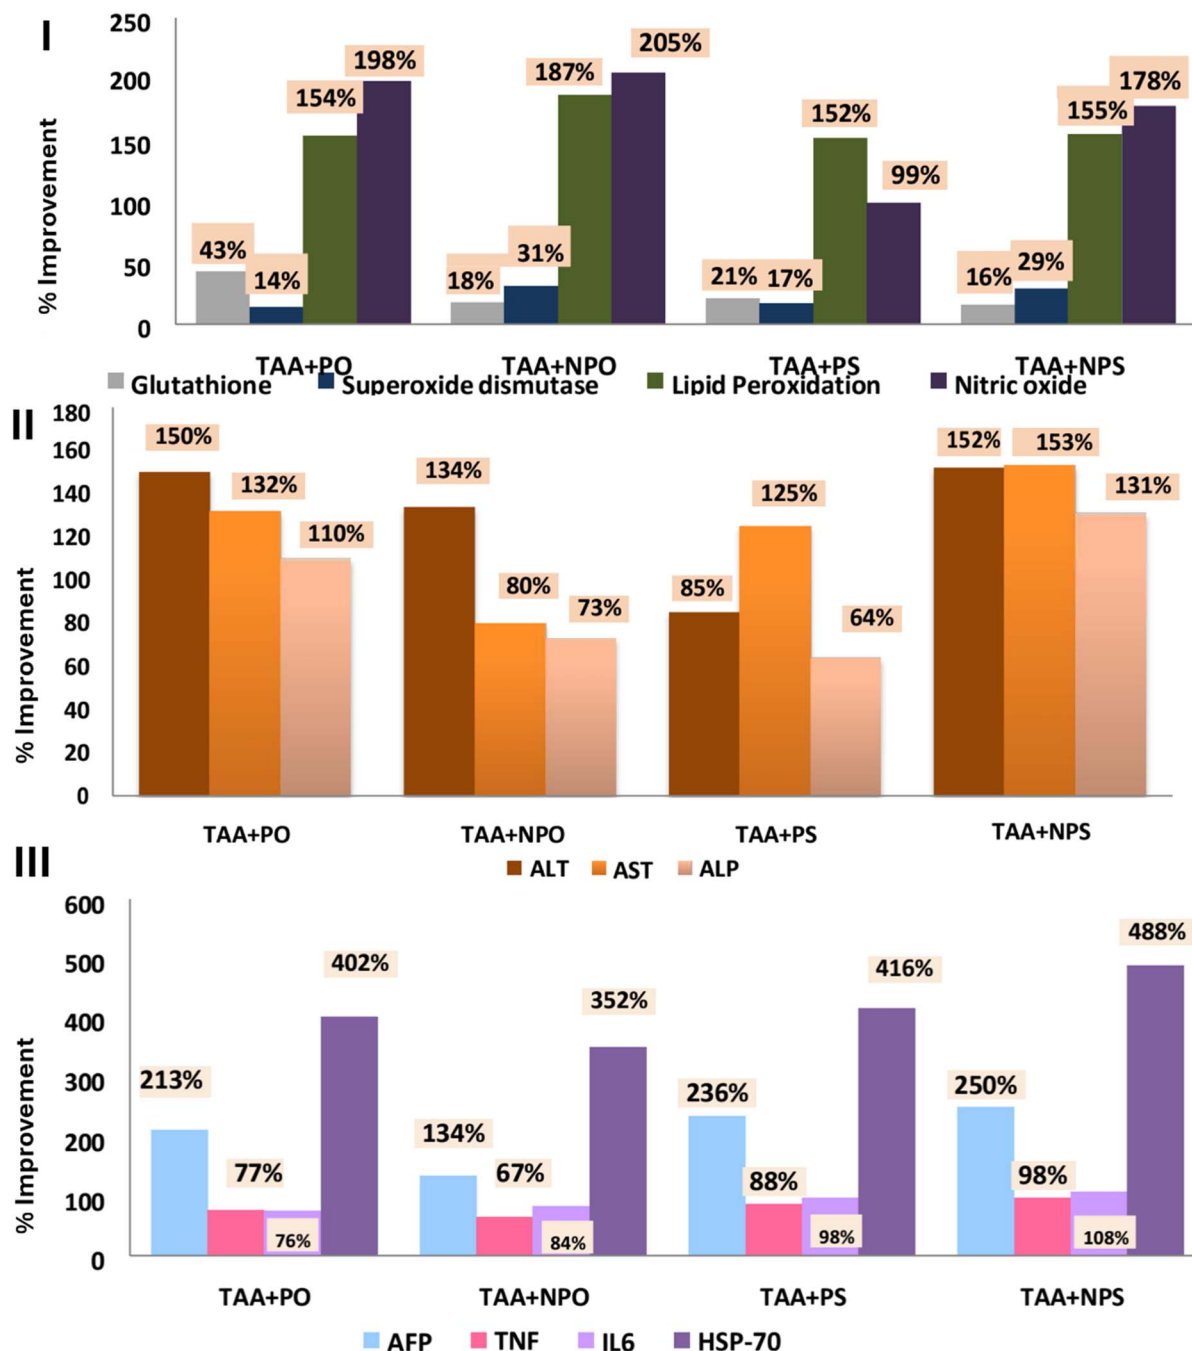 I
% Improvement
250
200
150
100
50
0
43% 14% 154% 198%
18% 31% 187% 205%
21% 17% 152% 99%
16% 29% 155% 178%
TAA+PO TAA+NPO TAA+PS TAA+NPS
Glutathione Superoxide dismutase Lipid Peroxidation Nitric oxide
II
% Improvement
180
160
140
120
100
80
60
40
20
0
150% 132% 110%
134% 80% 73%
85% 125% 64%
152% 153% 131%
TAA+PO TAA+NPO TAA+PS TAA+NPS
ALT AST ALP
III
% Improvement
600
500
400
300
200
100
0
213% 77% 76% 402%
134% 67% 84% 352%
236% 88% 98% 416%
250% 98% 108% 488%
TAA+PO TAA+NPO TAA+PS TAA+NPS
AFP TNF IL6 HSP-70